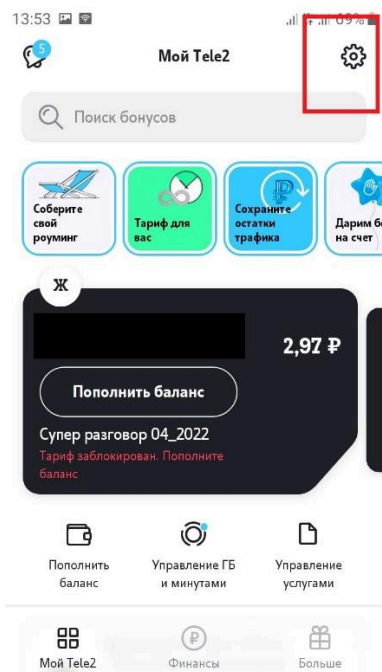 13:53
69%
5
Мой Tele2
Поиск бонусов
Соберите
свой
роуминг
Тариф для
вас
Сохраните
остатки
трафика
Дарим
на счет
Ж
2,97 ₽
Пополнить баланс
Супер разговор 04_2022
Тариф заблокирован. Пополните
баланс
Пополнить
баланс
Управление ГБ
и минутами
Управление
услугами
Мой Tele2
Финансы
Больше